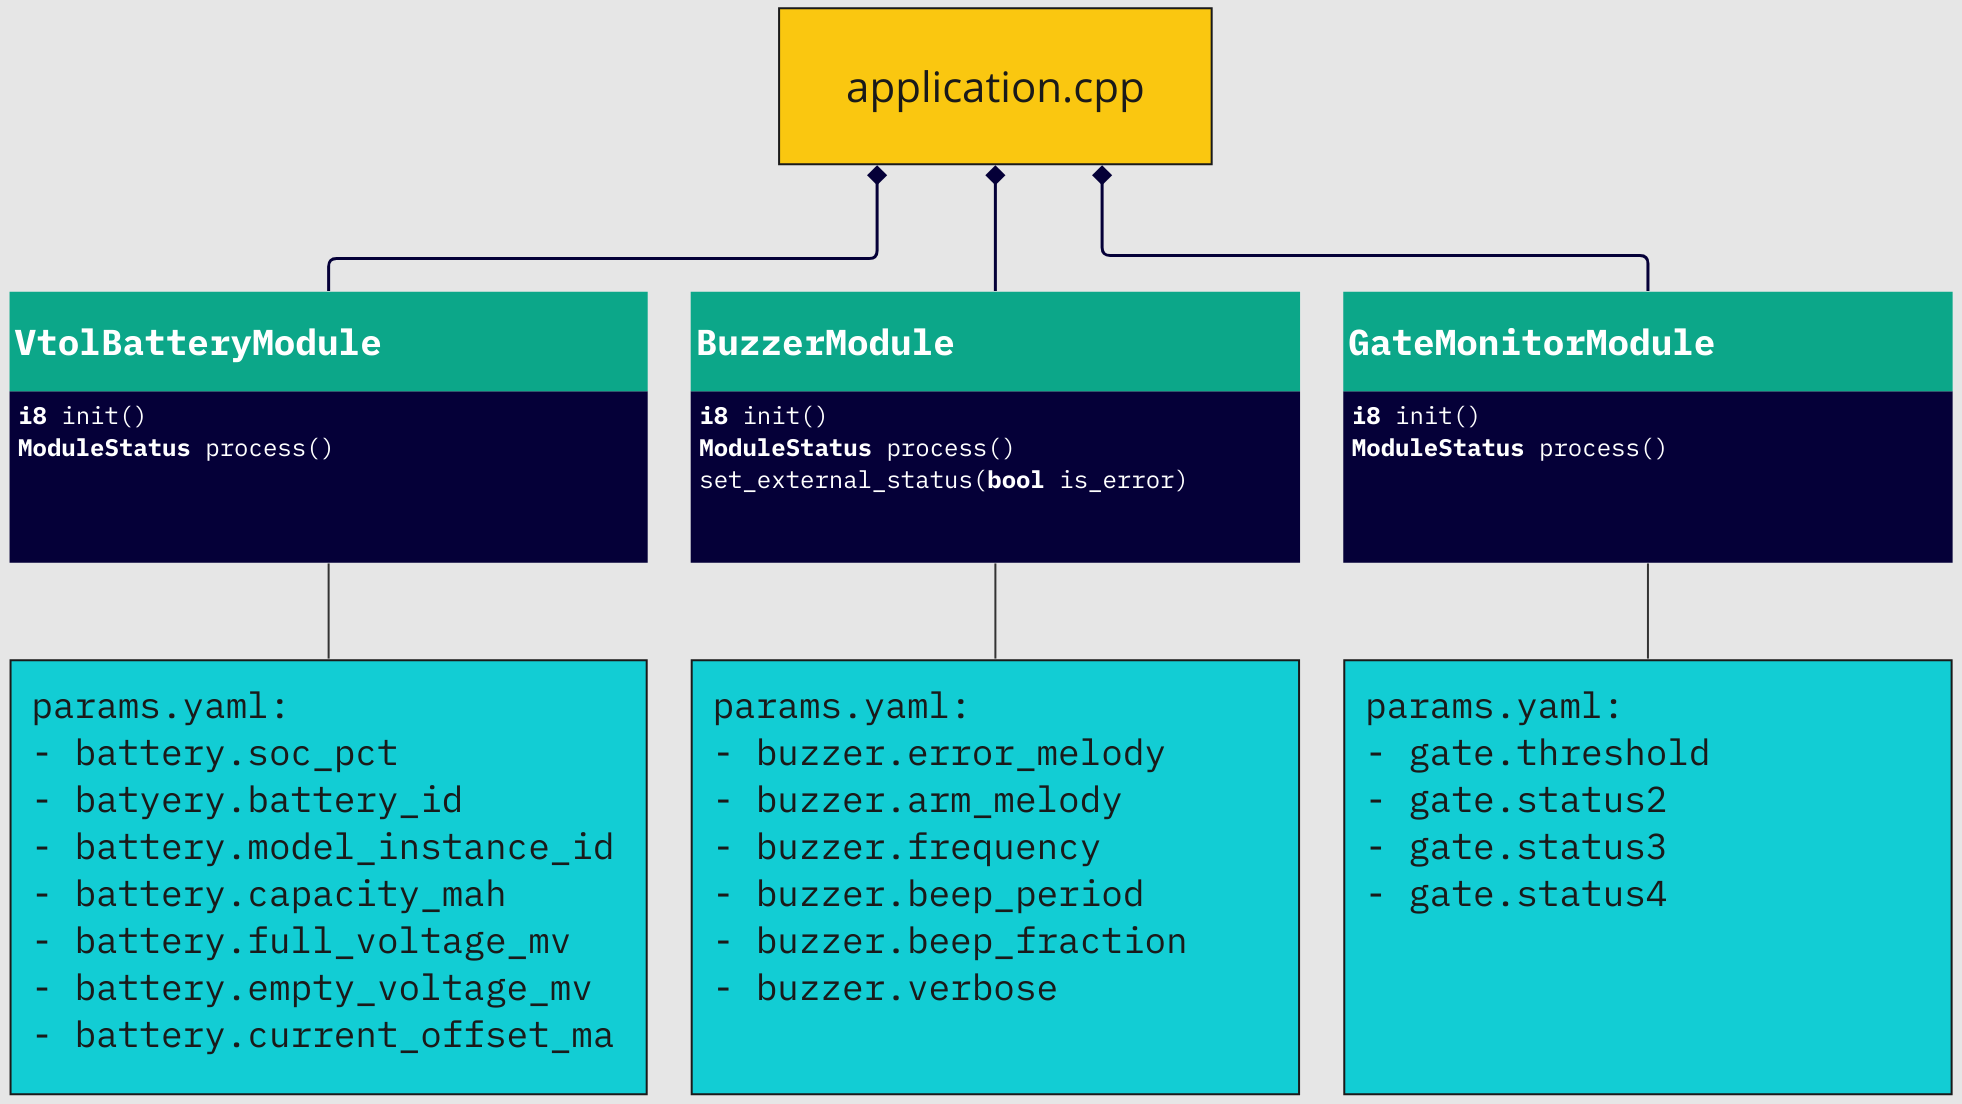 application.cpp
VtolBatteryModule
i8 init()
ModuleStatus process()
BuzzerModule
i8 init()
ModuleStatus process()
set_external_status(bool is_error)
GateMonitorModule
i8 init()
ModuleStatus process()
params.yaml:
- battery.soc_pct
- batyery.battery_id
- battery.model_instance_id
- battery.capacity_mah
- battery.full_voltage_mv
- battery.empty_voltage_mv
- battery.current_offset_ma
params.yaml:
- buzzer.error_melody
- buzzer.arm_melody
- buzzer.frequency
- buzzer.beep_period
- buzzer.beep_fraction
- buzzer.verbose
params.yaml:
- gate.threshold
- gate.status2
- gate.status3
- gate.status4